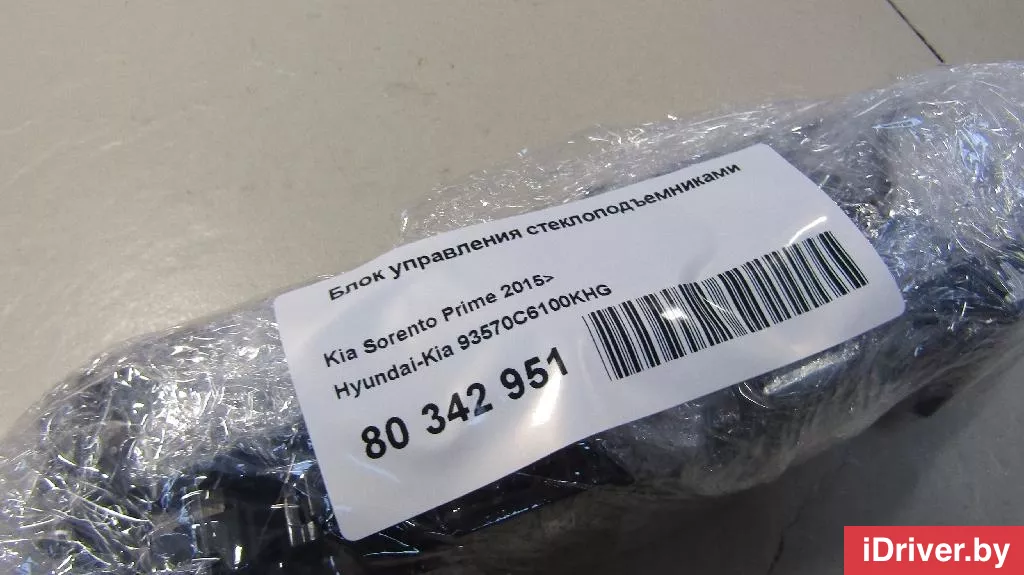 Блок управления стеклоподъемниками
Kia Sorento Prime 2015>
Hyundai-Kia 93570C6100KHG
80 342 951
iDriver.by